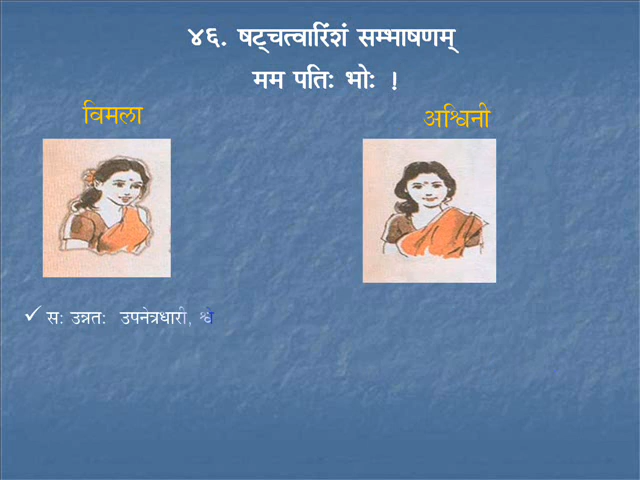 ४६. षट्चत्वारिंशं सम्भाषणम्
मम पतिः भोः !
विमला
अश्विनी
सः उन्नतः उपनेत्रधारी,